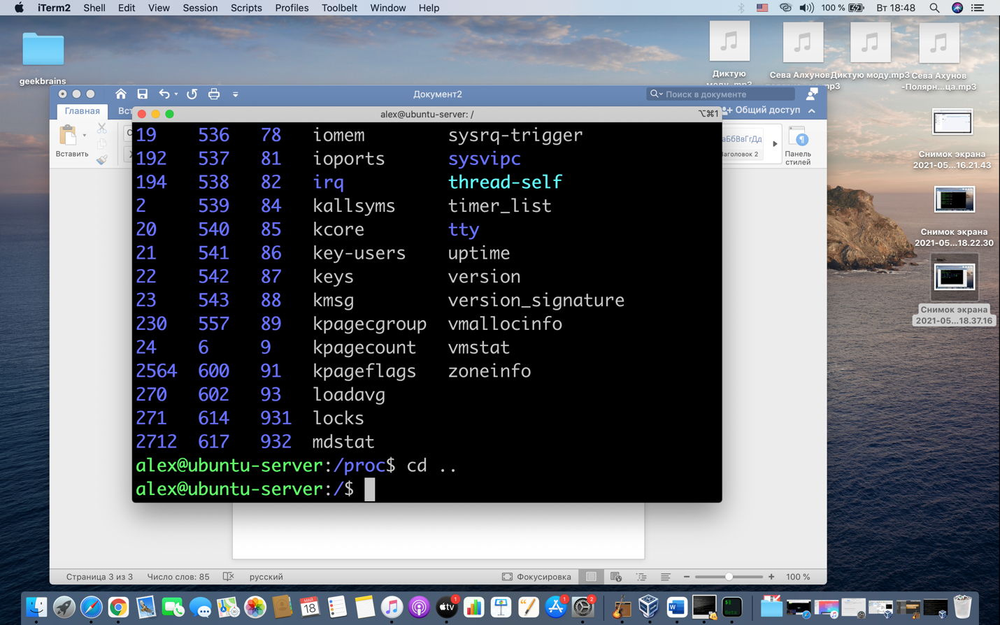 iTerm2 Shell Edit View Session Scripts Profiles Toolbelt Window Help 100 % Вт 18:48
geekbrains
Диктую
моду...mp3
Сева Алхунов
Диктую моду.mp3
Сева Ахунов
-Полярн...ца.mp3
Документ2
Поиск в документе
Главная
Общий доступ
alex@ubuntu-server: /
⌥⌘1
Вставить
аБбВвГгДд
аголовок 2
Панель
стилей
19 536 78 iomem sysrq-trigger
192 537 81 ioports sysvipc
194 538 82 irq thread-self
2 539 84 kallsyms timer_list
20 540 85 kcore tty
21 541 86 key-users uptime
22 542 87 keys version
23 543 88 kmsg version_signature
230 557 89 kpagecgroup vmallocinfo
24 6 9 kpagecount vmstat
2564 600 91 kpageflags zoneinfo
270 602 93 loadavg
271 614 931 locks
2712 617 932 mdstat
alex@ubuntu-server:/proc$ cd ..
alex@ubuntu-server:/$
Снимок экрана
2021-05...16.21.43
Снимок экрана
2021-05...18.22.30
Снимок экрана
2021-05...18.37.16
Страница 3 из 3 Число слов: 85 русский Фокусировка 100 %
МАЙ
18
tv
1
1
2